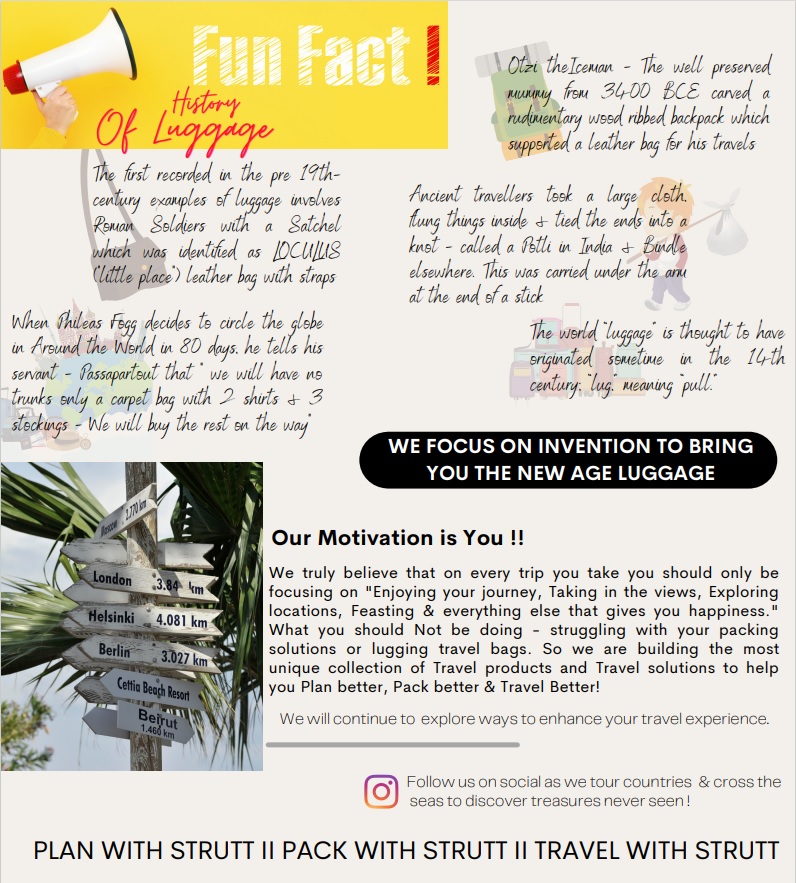 Fun Fact !
History
Of Luggage
Otzi theIceman - The well preserved
mummy from 3400 BCE carved a
rudimentary wood ribbed backpack which
supported a leather bag for his travels
The first recorded in the pre 19th-
century examples of luggage involves
Roman Soldiers with a Satchel
which was identified as LOCULUS
("little place") leather bag with straps
Ancient travellers took a large cloth,
flung things inside & tied the ends into a
knot - called a Potli in India & Bindle
elsewhere. This was carried under the arm
at the end of a stick
When Phileas Fogg decides to circle the globe
in Around the World in 80 days, he tells his
servant - Passapartout that " we will have no
trunks only a carpet bag with 2 shirts & 3
stockings - We will buy the rest on the way"
The world "luggage" is thought to have
originated sometime in the 14th
century: "lug," meaning "pull."
WE FOCUS ON INVENTION TO BRING
YOU THE NEW AGE LUGGAGE
London 3.84 km
Helsinki 4.081 km
Berlin 3.027 km
Cettia Beach Resort
Beirut
1.460 km
Our Motivation is You !!
We truly believe that on every trip you take you should only be
focusing on "Enjoying your journey, Taking in the views, Exploring
locations, Feasting & everything else that gives you happiness."
What you should Not be doing - struggling with your packing
solutions or lugging travel bags. So we are building the most
unique collection of Travel products and Travel solutions to help
you Plan better, Pack better & Travel Better!
We will continue to explore ways to enhance your travel experience.
Follow us on social as we tour countries & cross the
seas to discover treasures never seen !
PLAN WITH STRUTT II PACK WITH STRUTT II TRAVEL WITH STRUTT